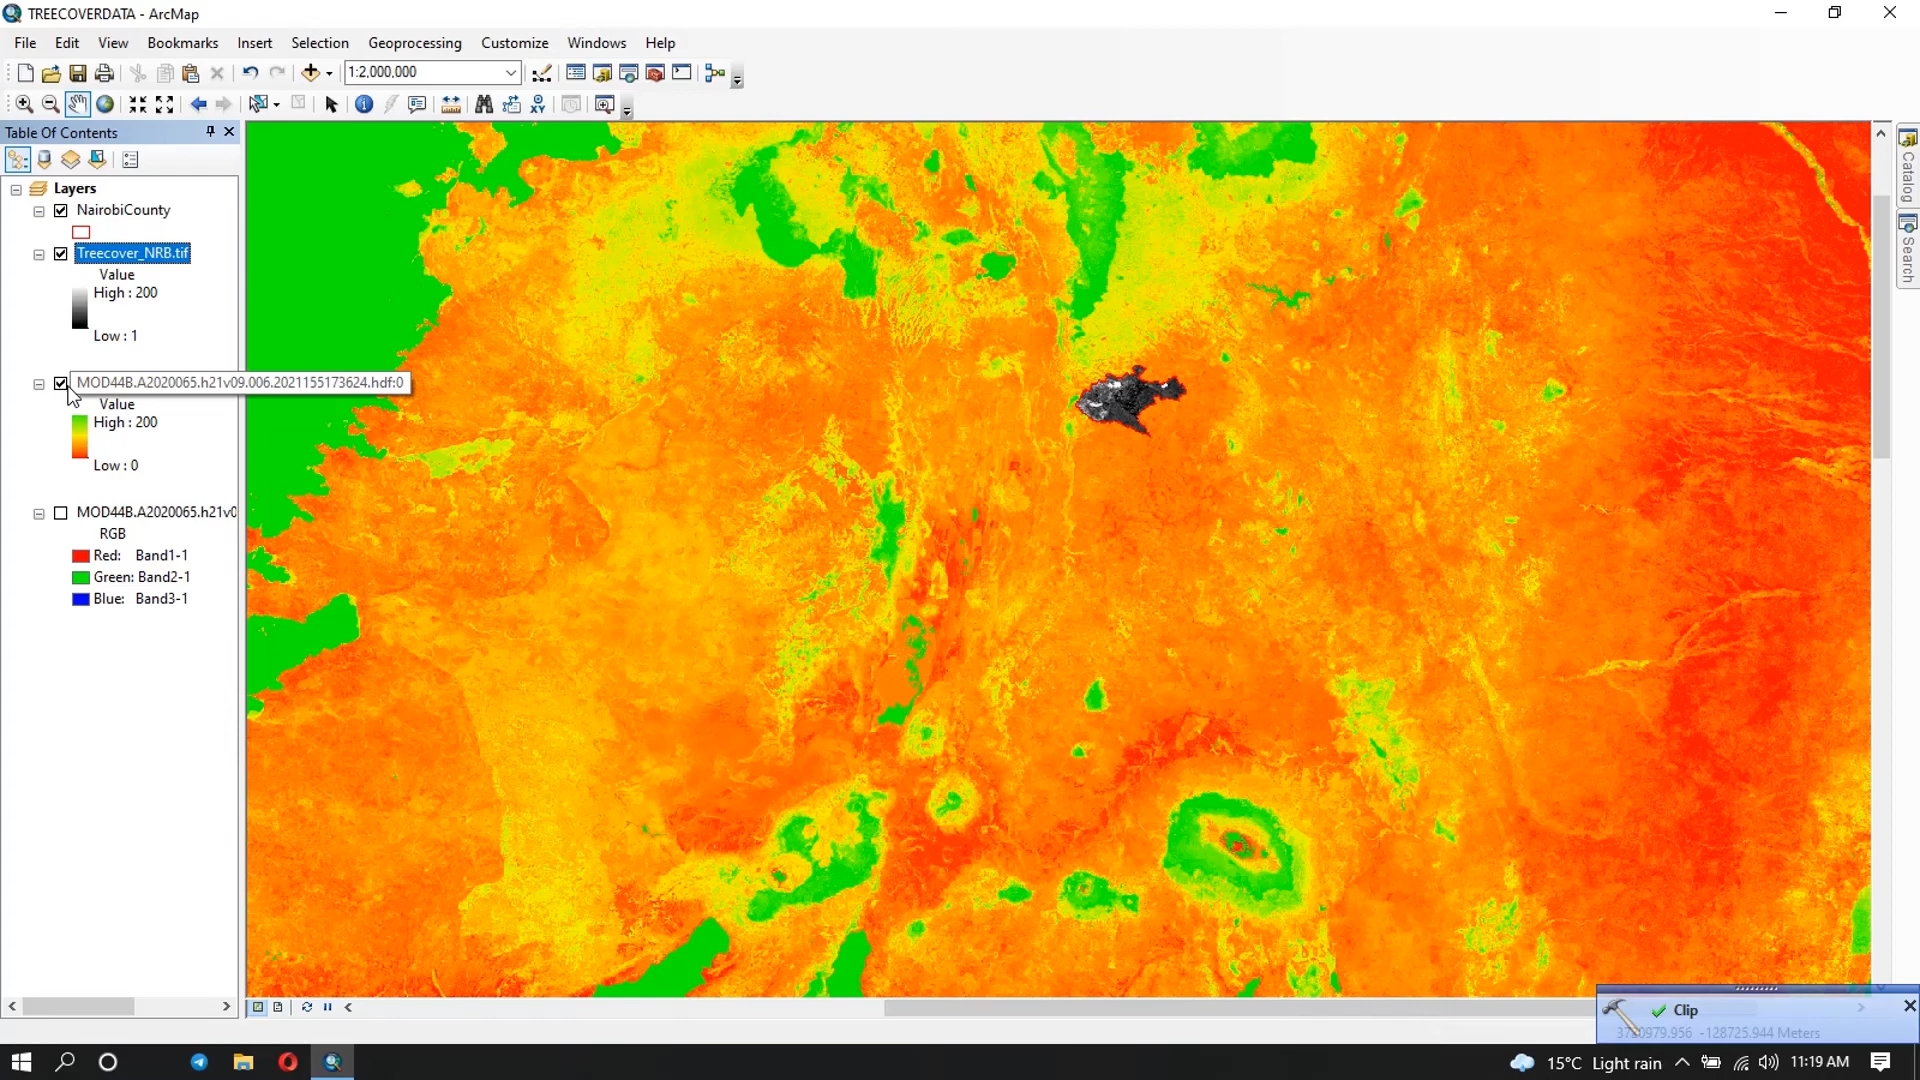 TREECOVERDATA - ArcMap
File Edit View Bookmarks Insert Selection Geoprocessing Customize Windows Help
1:2,000,000
Table Of Contents
Layers
NairobiCounty
Treecover_NRB.tif
Value
High : 200
Low : 1
MOD44B.A2020065.h21v09.006.2021155173624.hdf:0
Value
High : 200
Low : 0
MOD44B.A2020065.h21v0
RGB
Red: Band1-1
Green: Band2-1
Blue: Band3-1
Catalog
Search
Clip
3720979.956 -128725.944 Meters
15°C Light rain
11:19 AM